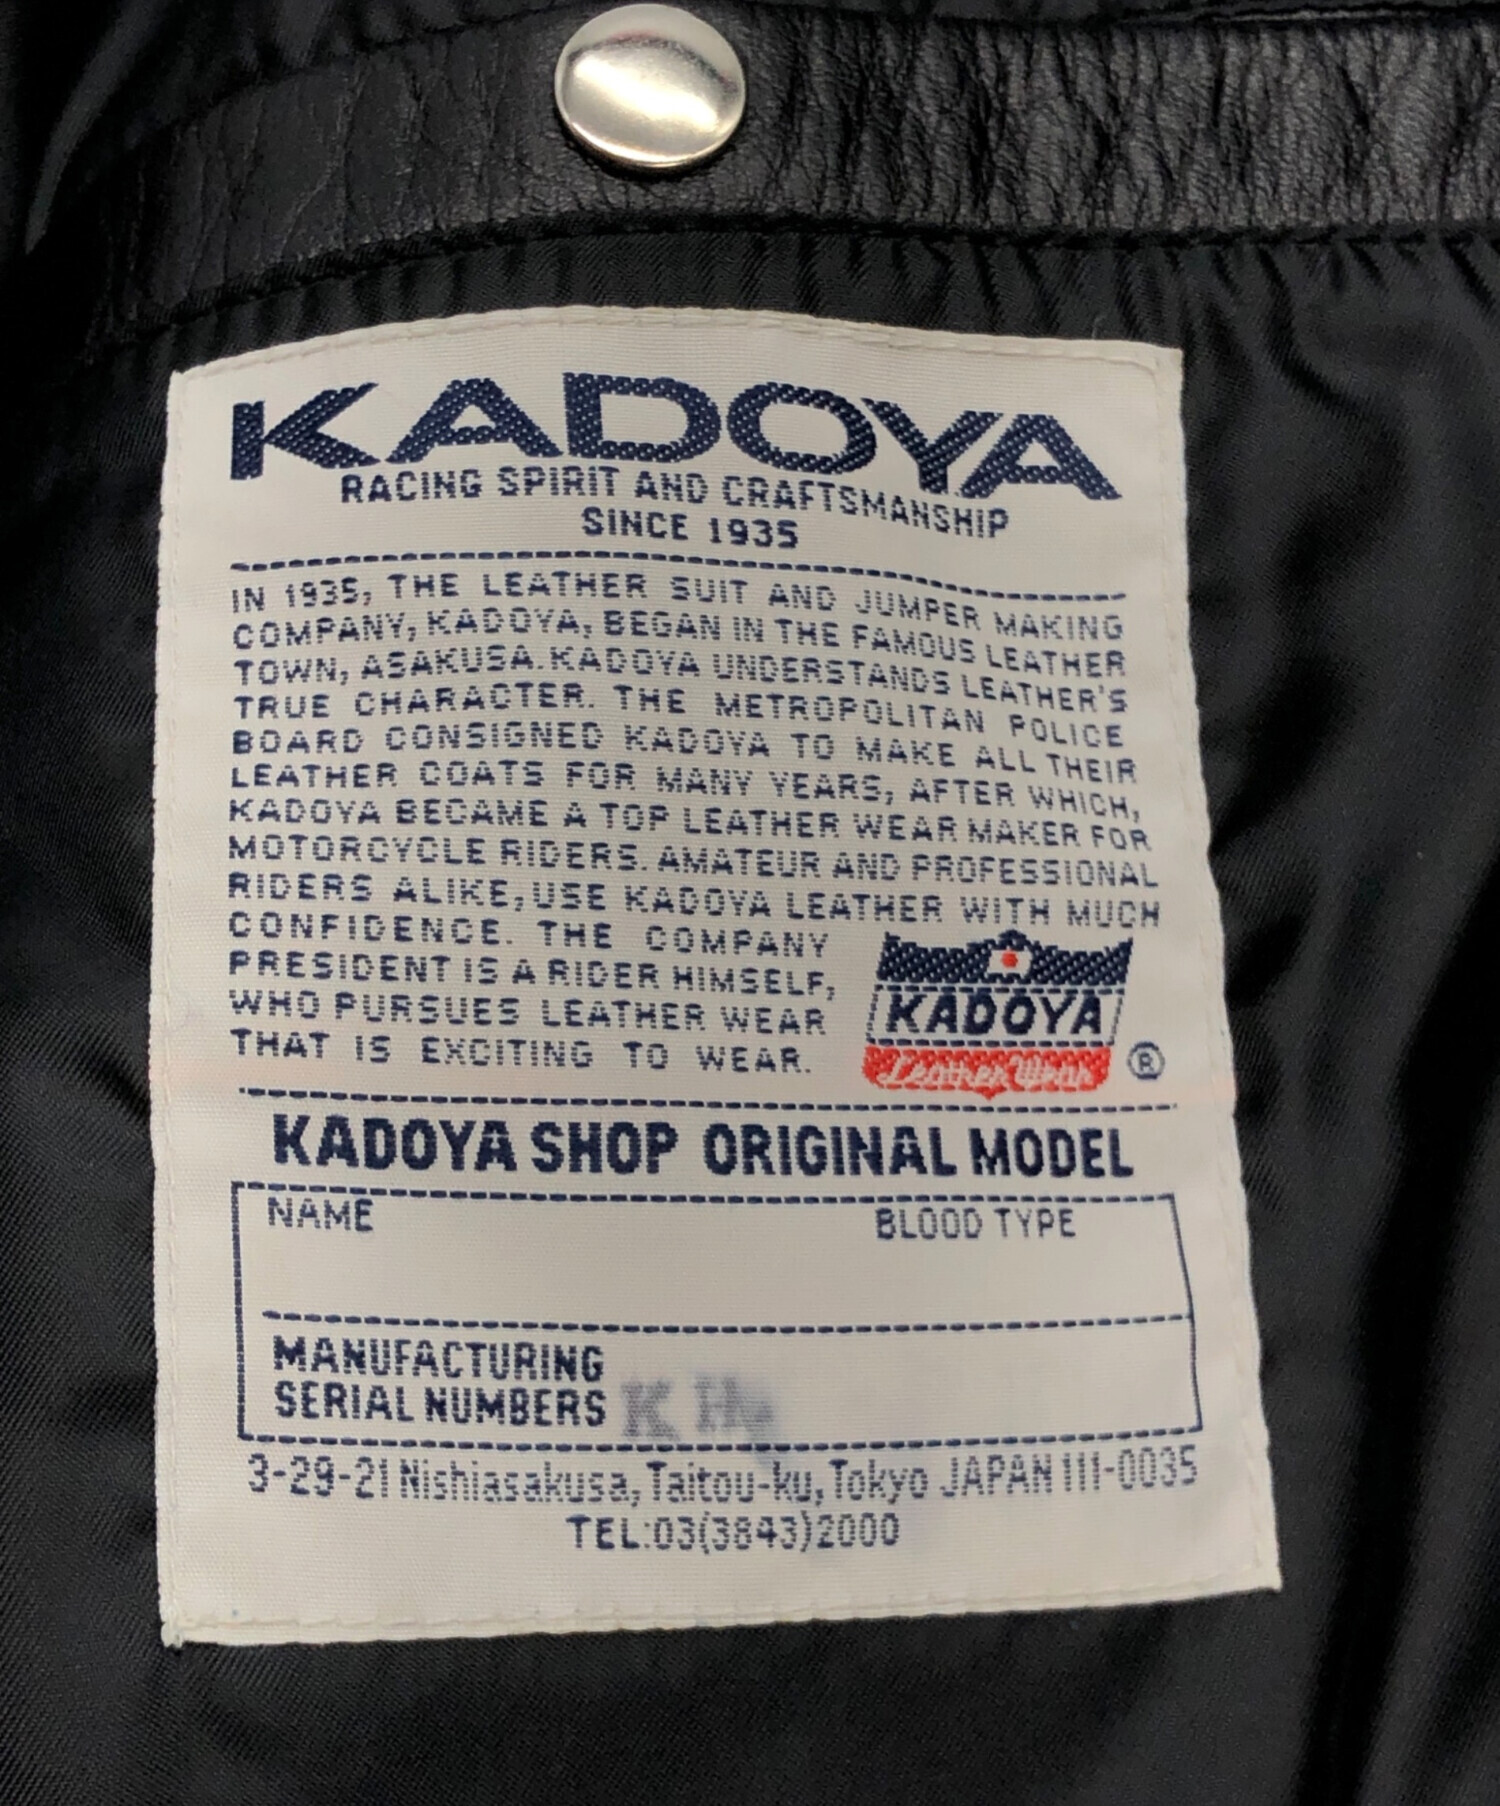 KADOYA
RACING SPIRIT AND CRAFTSMANSHIP
SINCE 1935
IN 1935, THE LEATHER SUIT AND JUMPER MAKING
COMPANY, KADOYA, BEGAN IN THE FAMOUS LEATHER
TOWN, ASAKUSA. KADOYA UNDERSTANDS LEATHER'S
TRUE CHARACTER. THE METROPOLITAN POLICE
BOARD CONSIGNED KADOYA TO MAKE ALL THEIR
LEATHER COATS FOR MANY YEARS, AFTER WHICH,
KADOYA BECAME A TOP LEATHER WEAR MAKER FOR
MOTORCYCLE RIDERS. AMATEUR AND PROFESSIONAL
RIDERS ALIKE, USE KADOYA LEATHER WITH MUCH
CONFIDENCE. THE COMPANY
PRESIDENT IS A RIDER HIMSELF,
WHO PURSUES LEATHER WEAR
THAT IS EXCITING TO WEAR.
KADOYA
Leather Wear ®
KADOYA SHOP ORIGINAL MODEL
NAME BLOOD TYPE
MANUFACTURING
SERIAL NUMBERS K
3-29-21 Nishiasakusa, Taitou-ku, Tokyo JAPAN 111-0035
TEL:03(3843)2000